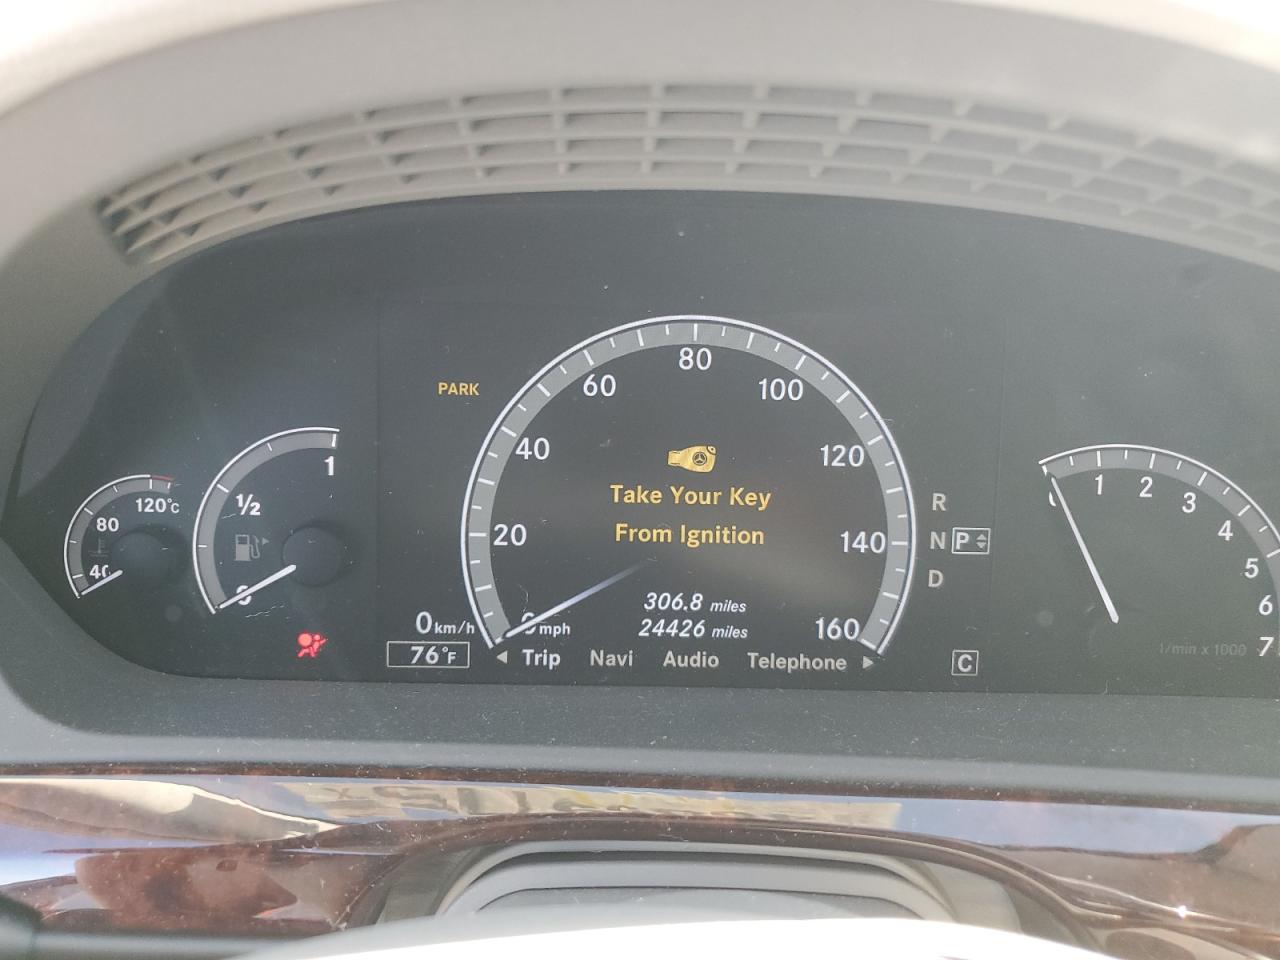 80
60
100
PARK
40
120
1
1
2
3
4
5
6
7
120°C
½
80
40
Take Your Key
From Ignition
20
140
R
N P
D
306.8 miles
24426 miles
160
0 km/h
mph
76°F
Trip Navi Audio Telephone
C
1/min x 1000